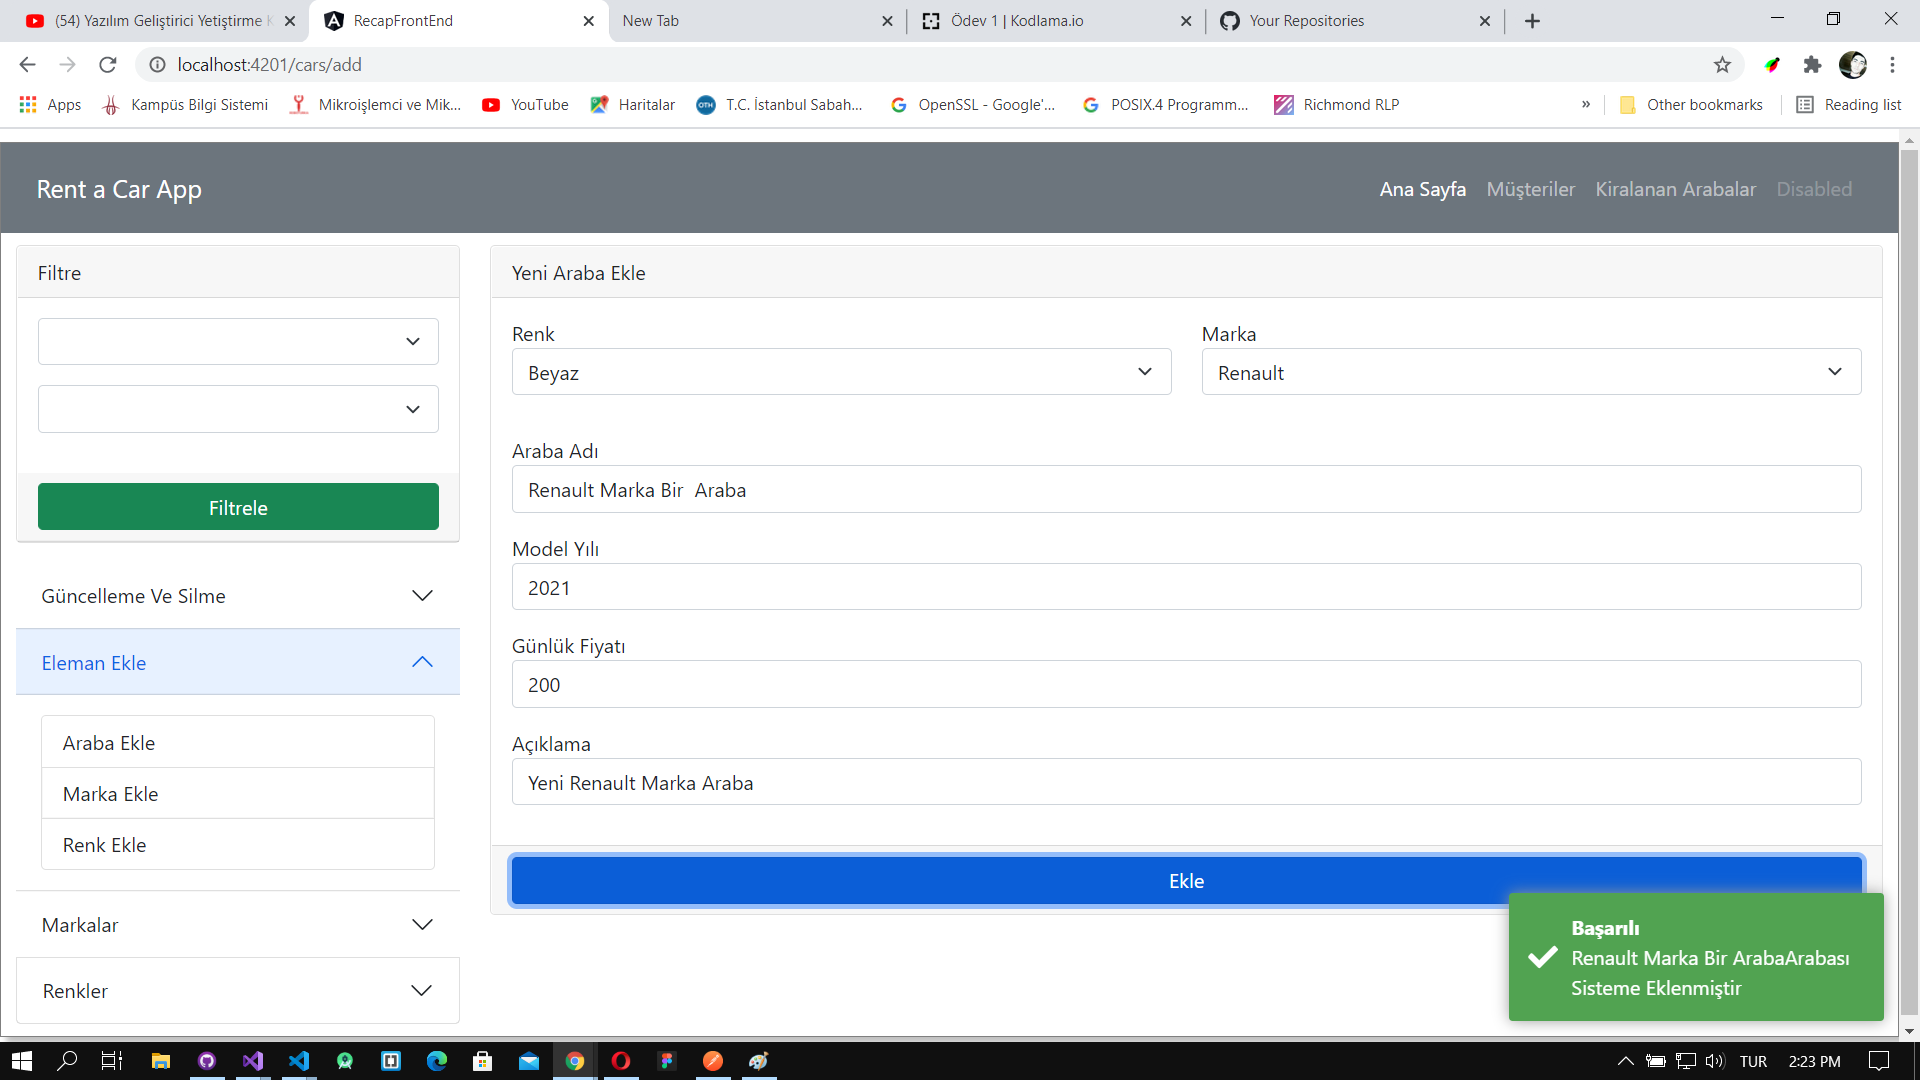 (54) Yazılım Geliştirici Yetiştirme K
RecapFrontEnd
New Tab
Ödev 1 | Kodlama.io
Your Repositories
localhost:4201/cars/add
Apps
Kampüs Bilgi Sistemi
Mikroişlemci ve Mik...
YouTube
Haritalar
OTH
T.C. İstanbul Sabah...
OpenSSL - Google'...
POSIX.4 Programm...
Richmond RLP
»
Other bookmarks
Reading list
Rent a Car App
Ana Sayfa
Müşteriler
Kiralanan Arabalar
Disabled
Filtre
Filtrele
Güncelleme Ve Silme
Eleman Ekle
Araba Ekle
Marka Ekle
Renk Ekle
Markalar
Renkler
Yeni Araba Ekle
Renk
Marka
Beyaz
Renault
Araba Adı
Renault Marka Bir  Araba
Model Yılı
2021
Günlük Fiyatı
200
Açıklama
Yeni Renault Marka Araba
Ekle
Başarılı
Renault Marka Bir ArabaArabası
Sisteme Eklenmiştir
TUR
2:23 PM